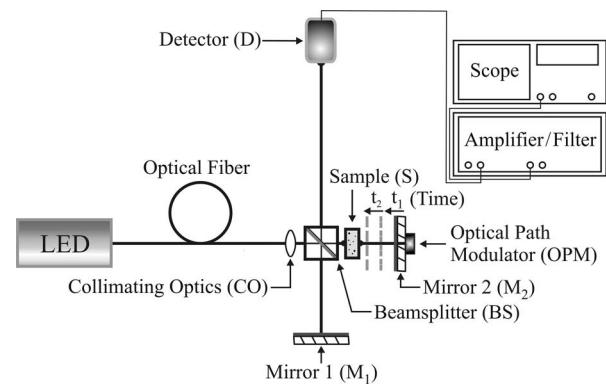 Detector (D)
Scope
Amplifier/Filter
Optical Fiber
Sample (S)
t₂ t₁ (Time)
LED
Optical Path
Modulator (OPM)
Collimating Optics (CO)
Mirror 2 (M₂)
Beamsplitter (BS)
Mirror 1 (M₁)